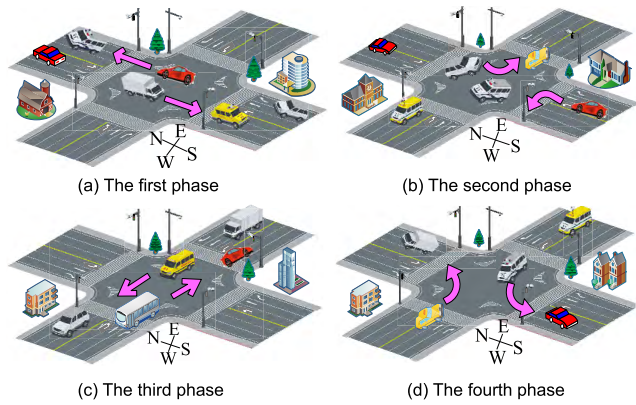 N E
W S
(a) The first phase
N E
W S
(b) The second phase
N E
W S
(c) The third phase
N E
W S
(d) The fourth phase